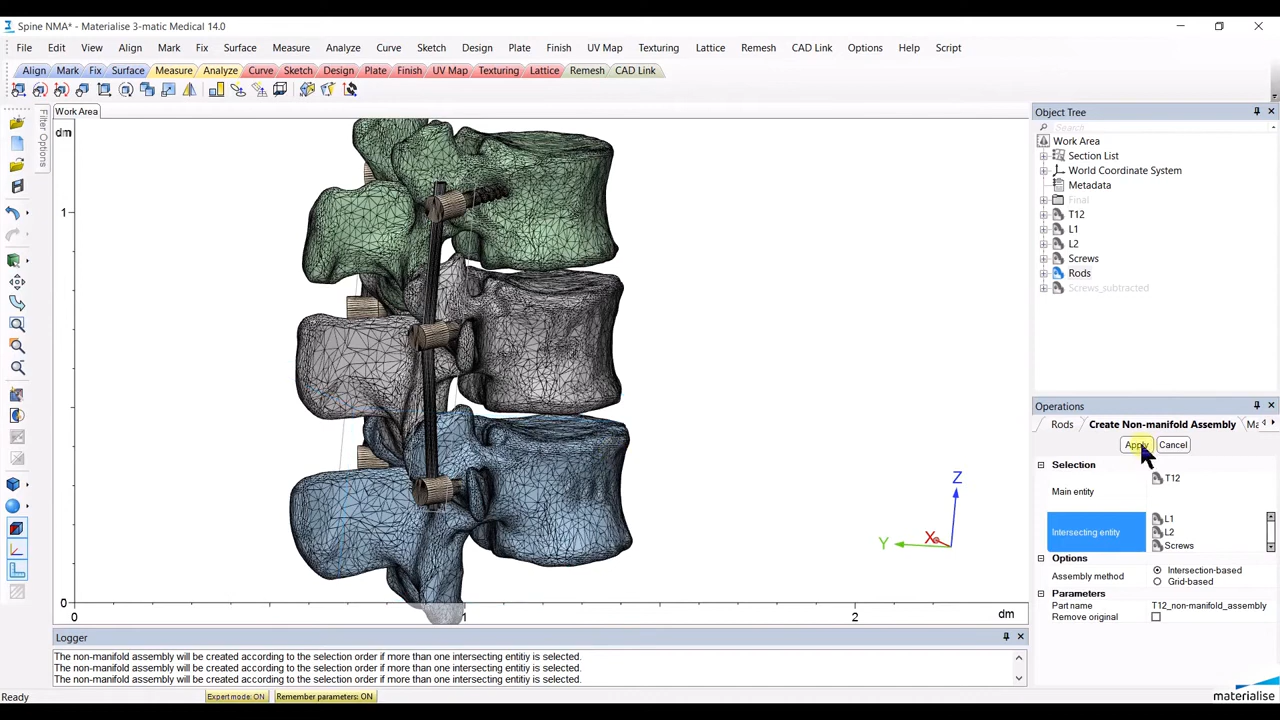 Spine NMA* - Materialise 3-matic Medical 14.0
File Edit View Align Mark Fix Surface Measure Analyze Curve Sketch Design Plate Finish UV Map Texturing Lattice Remesh CAD Link Options Help Script
Align Mark Fix Surface Measure Analyze Curve Sketch Design Plate Finish UV Map Texturing Lattice Remesh CAD Link
Filter Options
Work Area
dm
1
0
0
1
2
dm
Z
Y
X
Object Tree
Search
Work Area
Section List
World Coordinate System
Metadata
Final
T12
L1
L2
Screws
Rods
Screws_subtracted
Operations
Rods Create Non-manifold Assembly Ma
Apply Cancel
Selection
Main entity T12
Intersecting entity L1
L2
Screws
Options
Assembly method Intersection-based
Grid-based
Parameters
Part name T12_non-manifold_assembly
Remove original
Logger
The non-manifold assembly will be created according to the selection order if more than one intersecting entitiy is selected.
The non-manifold assembly will be created according to the selection order if more than one intersecting entitiy is selected.
The non-manifold assembly will be created according to the selection order if more than one intersecting entitiy is selected.
Ready Expert mode: ON Remember parameters: ON
materialise